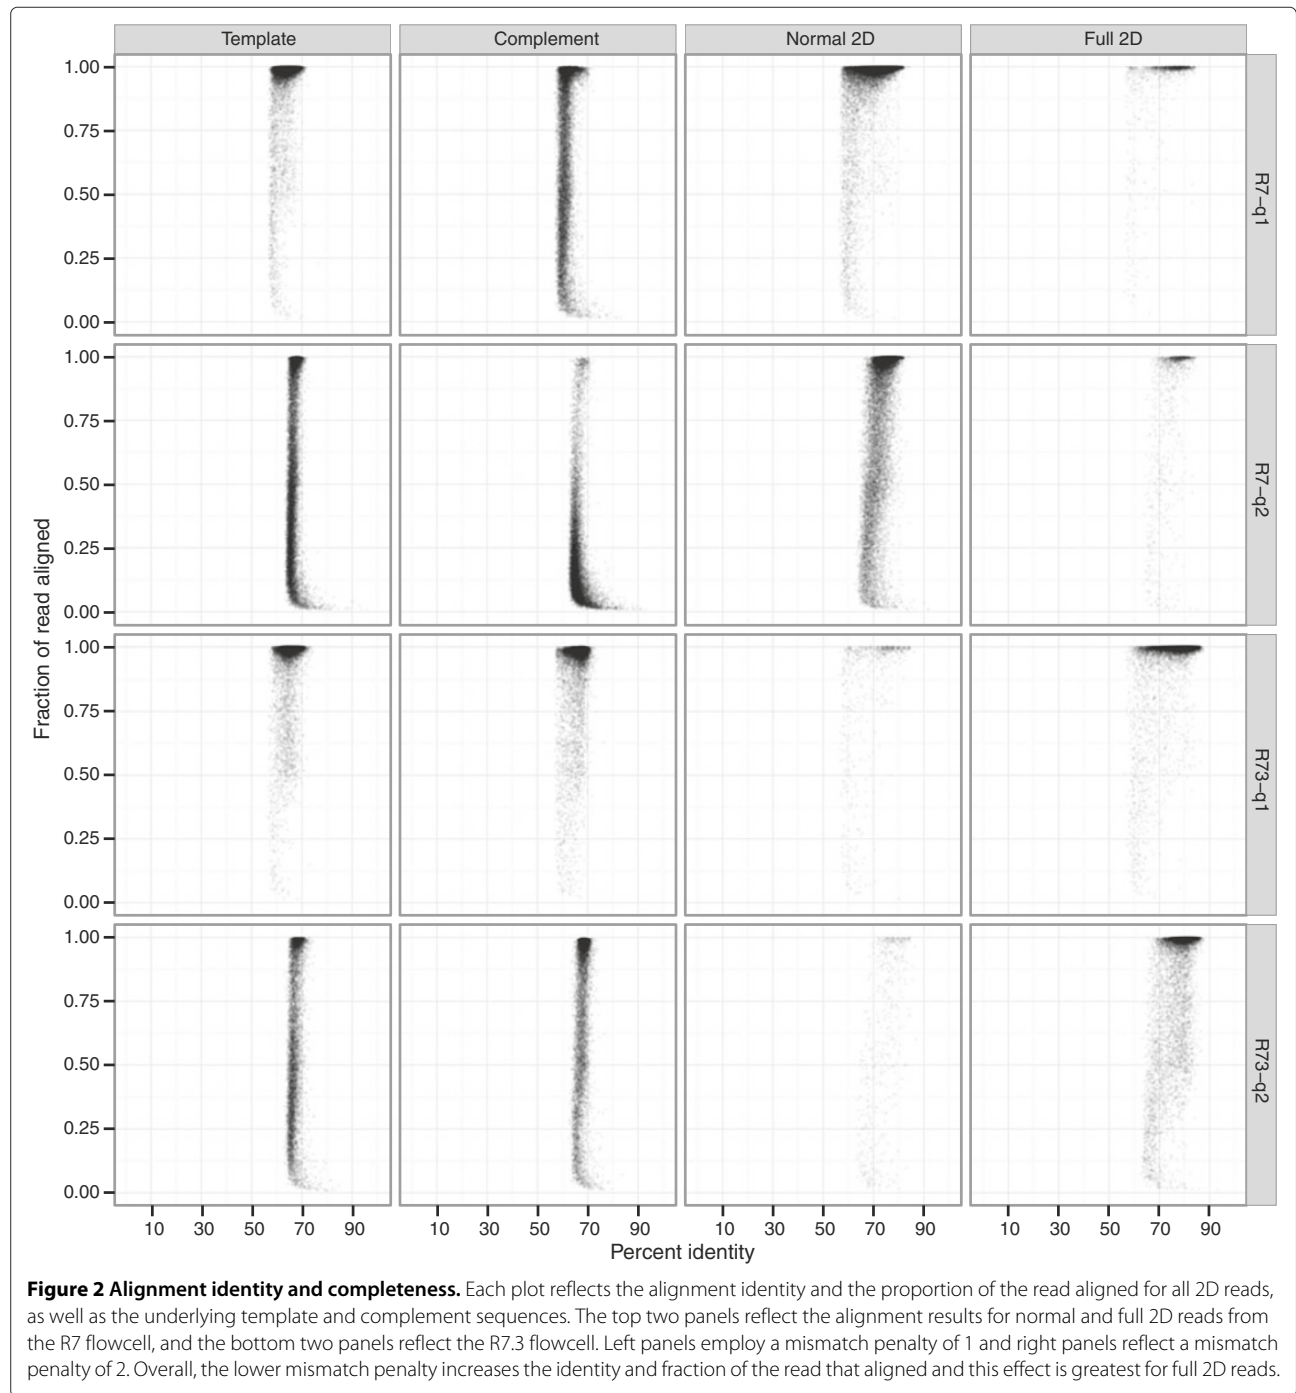 Template Complement Normal 2D Full 2D
1.00
0.75
0.50
0.25
0.00
R7-q1
1.00
0.75
0.50
0.25
0.00
R7-q2
Fraction of read aligned
1.00
0.75
0.50
0.25
0.00
R73-q1
1.00
0.75
0.50
0.25
0.00
R73-q2
10 30 50 70 90 10 30 50 70 90 10 30 50 70 90 10 30 50 70 90
Percent identity
Figure 2 Alignment identity and completeness. Each plot reflects the alignment identity and the proportion of the read aligned for all 2D reads,
as well as the underlying template and complement sequences. The top two panels reflect the alignment results for normal and full 2D reads from
the R7 flowcell, and the bottom two panels reflect the R7.3 flowcell. Left panels employ a mismatch penalty of 1 and right panels reflect a mismatch
penalty of 2. Overall, the lower mismatch penalty increases the identity and fraction of the read that aligned and this effect is greatest for full 2D reads.